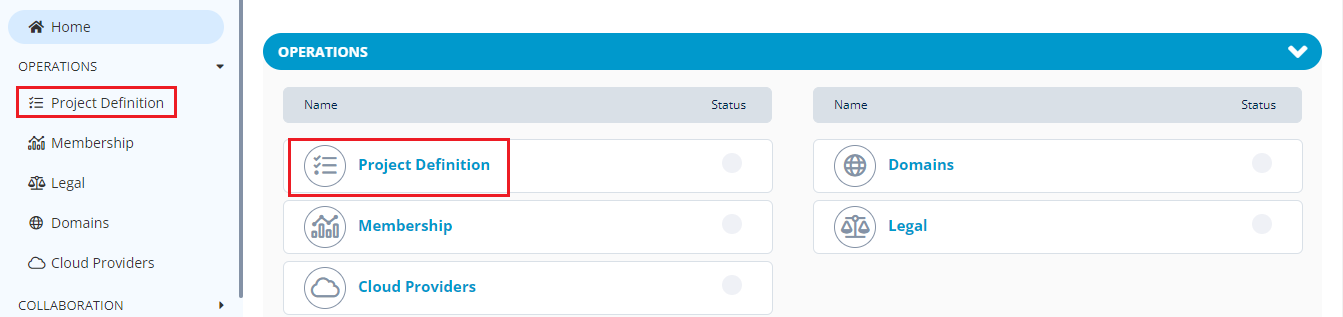 Home
OPERATIONS
Project Definition
Membership
Legal
Domains
Cloud Providers
COLLABORATION
OPERATIONS
Name Status
Project Definition
Membership
Cloud Providers
Name Status
Domains
Legal